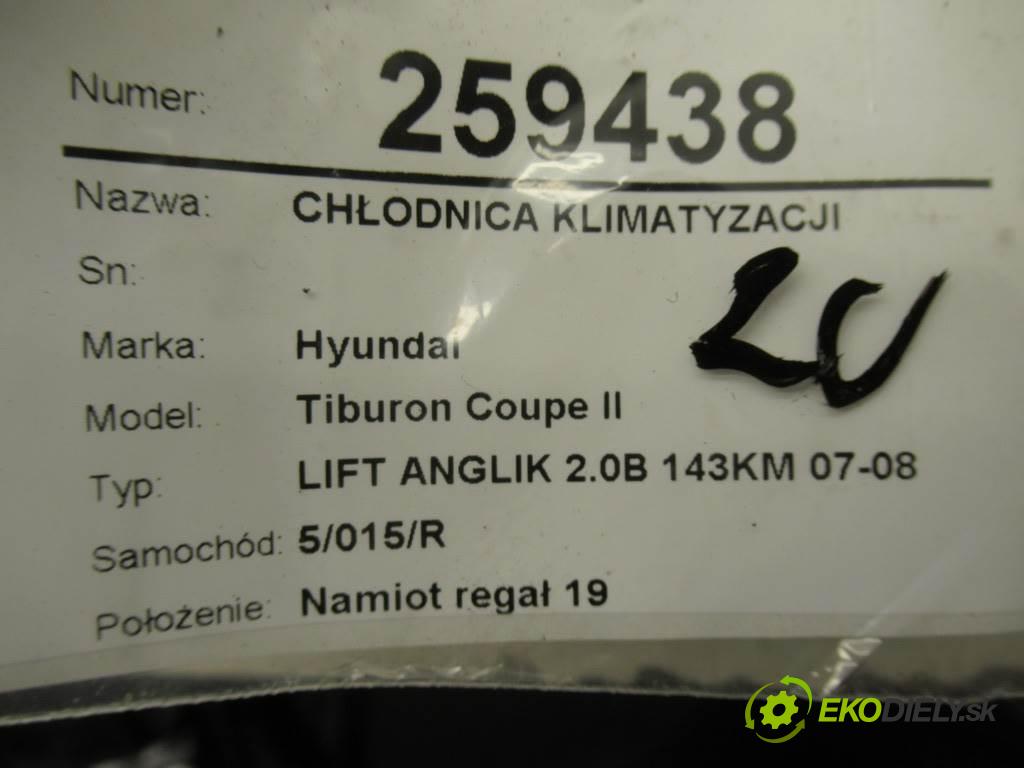 Numer: 259438
Nazwa: CHŁODNICA KLIMATYZACJI
Sn:
Marka: Hyundai
Model: Tiburon Coupe II
Typ: LIFT ANGLIK 2.0B 143KM 07-08
Samochód: 5/015/R
Położenie: Namiot regał 19
EKODIELY.sk